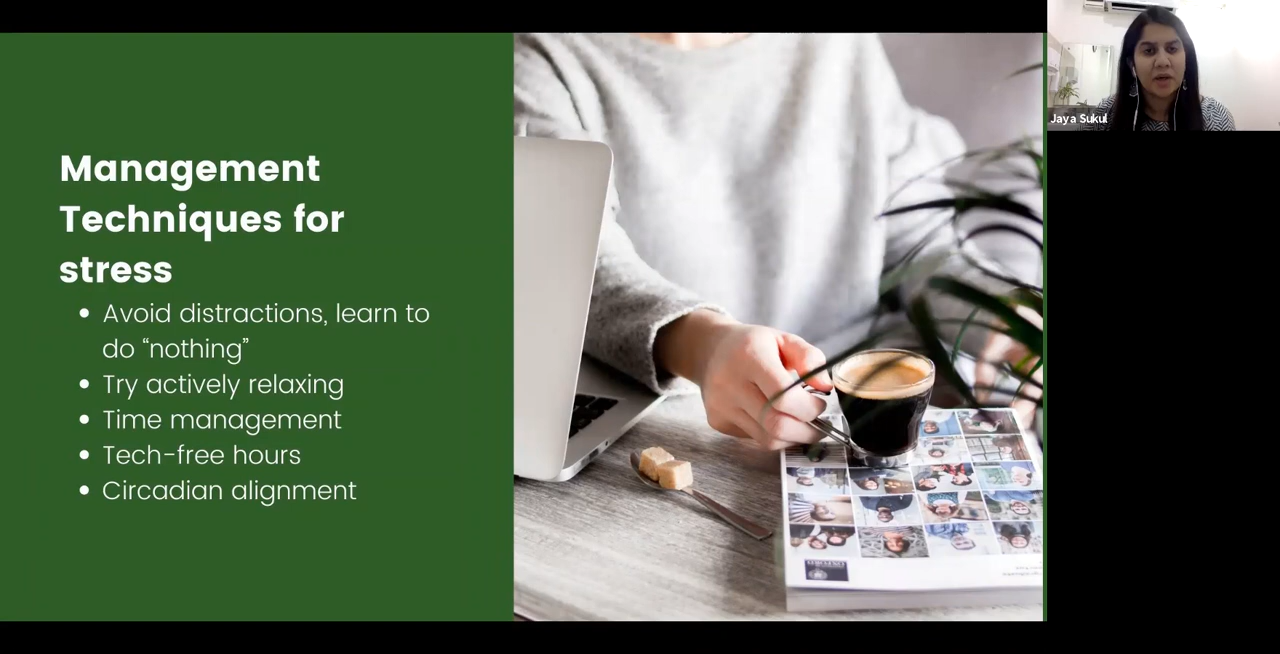 Management
Techniques for
stress
• Avoid distractions, learn to
do “nothing”
• Try actively relaxing
• Time management
• Tech-free hours
• Circadian alignment
Jaya Sukul
OXFORD